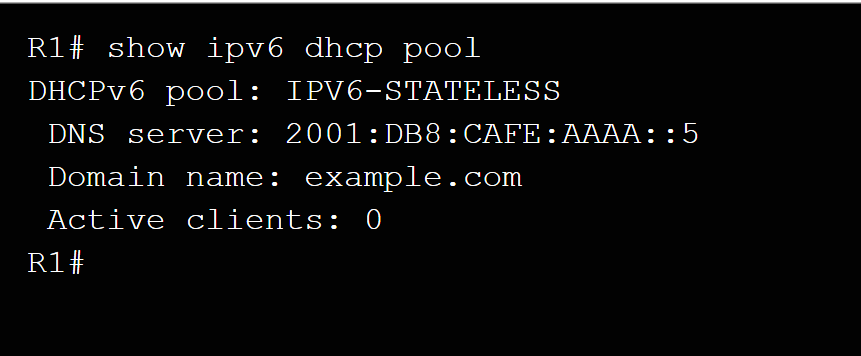 R1# show ipv6 dhcp pool
DHCPv6 pool: IPV6-STATELESS
DNS server: 2001:DB8:CAFE:AAAA::5
Domain name: example.com
Active clients: 0
R1#